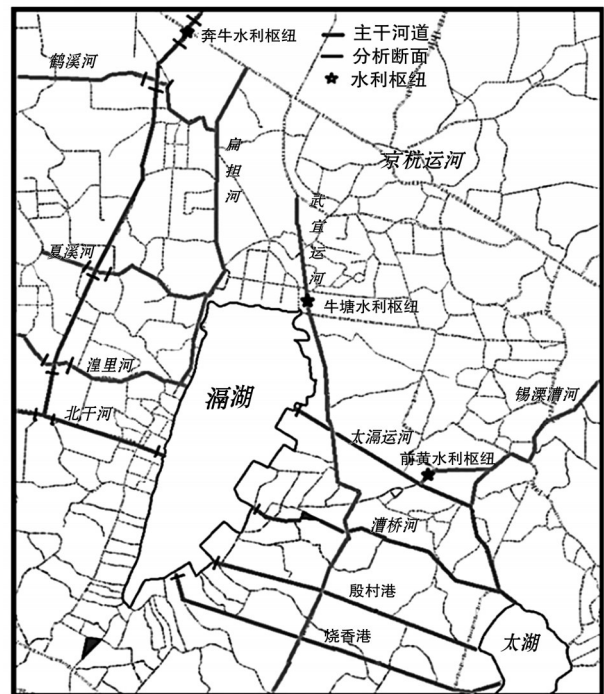 奔牛水利枢纽
主干河道
分析断面
水利枢纽
鹤溪河
扁担河
京杭运河
武宜运河
夏溪河
牛塘水利枢纽
湟里河
滆湖
北干河
锡溧漕河
太滆运河
前黄水利枢纽
漕桥河
殷村港
烧香港
太湖